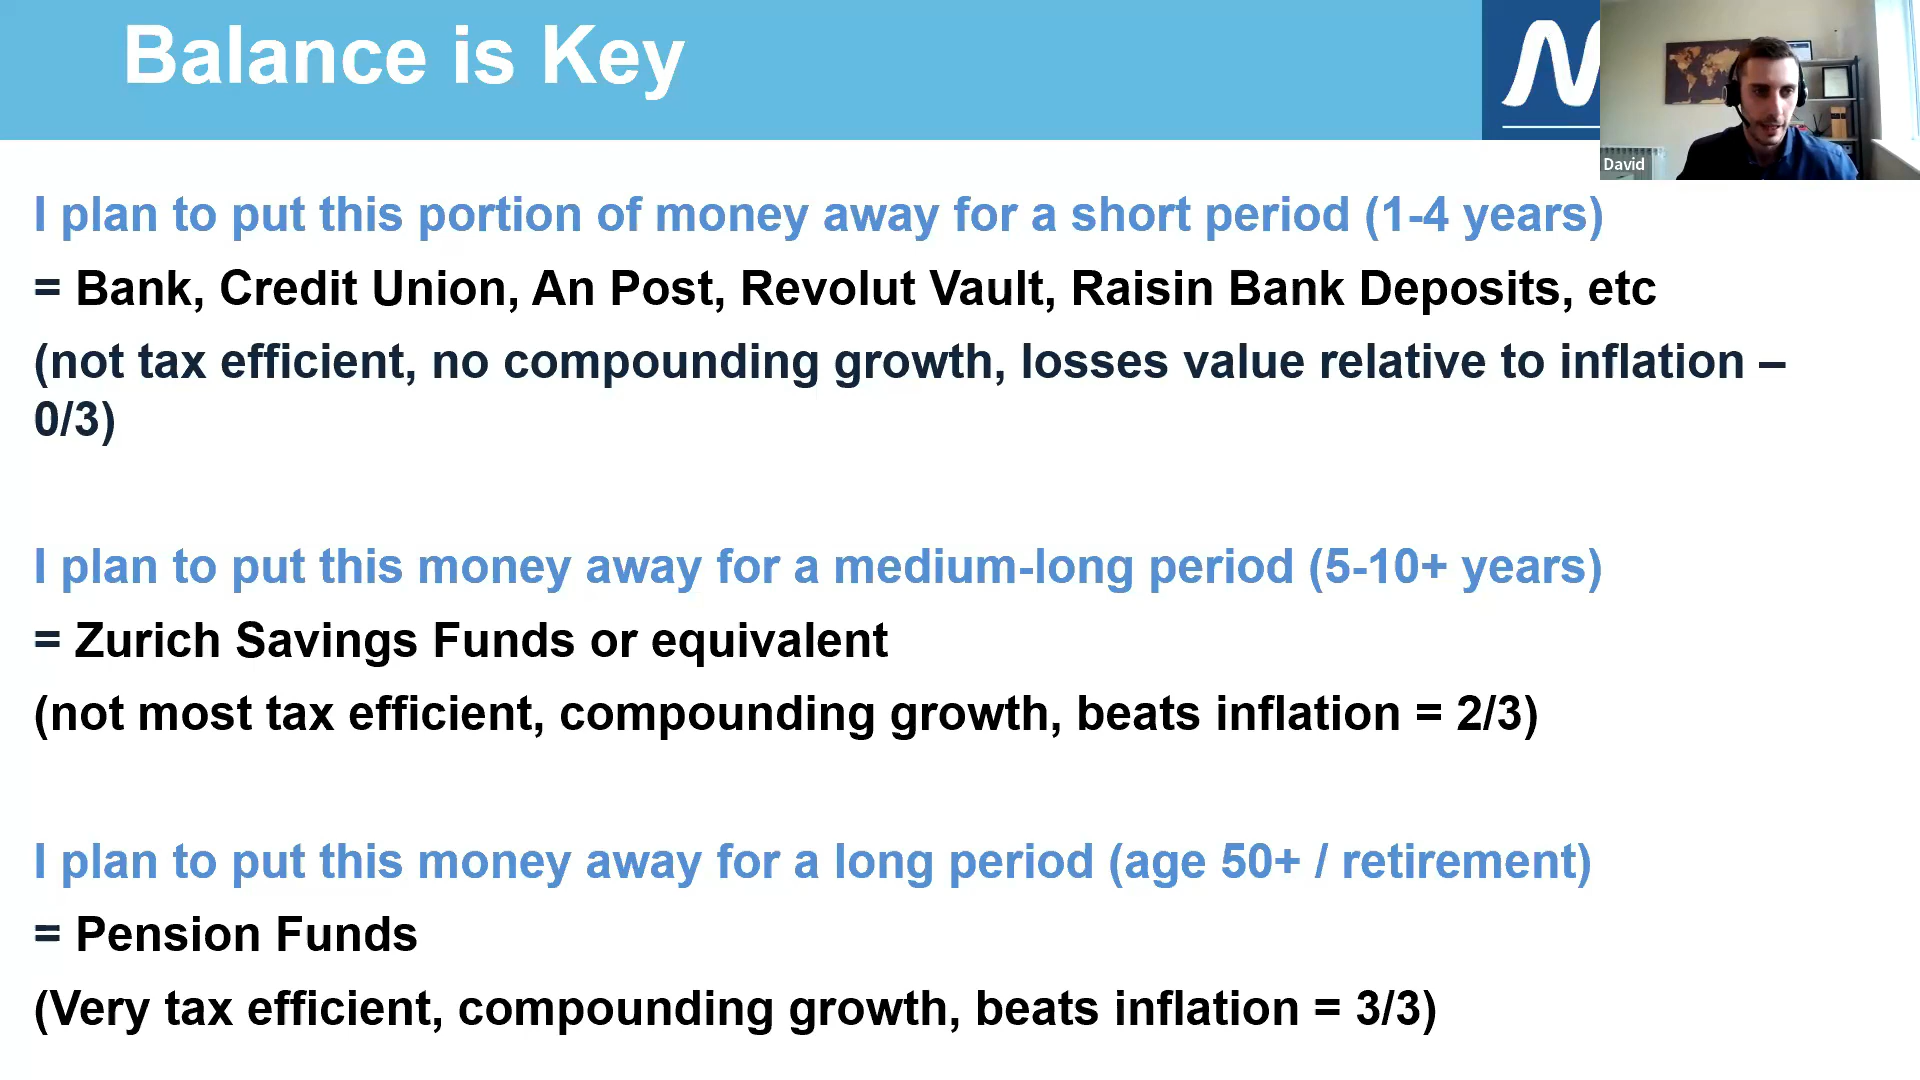 Balance is Key
David
I plan to put this portion of money away for a short period (1-4 years)
= Bank, Credit Union, An Post, Revolut Vault, Raisin Bank Deposits, etc
(not tax efficient, no compounding growth, losses value relative to inflation –
0/3)
I plan to put this money away for a medium-long period (5-10+ years)
= Zurich Savings Funds or equivalent
(not most tax efficient, compounding growth, beats inflation = 2/3)
I plan to put this money away for a long period (age 50+ / retirement)
= Pension Funds
(Very tax efficient, compounding growth, beats inflation = 3/3)